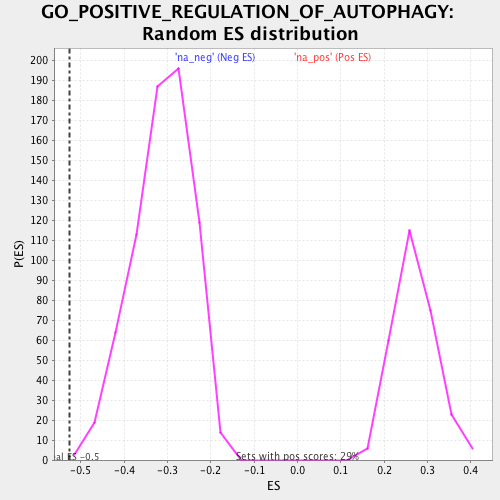 GO_POSITIVE_REGULATION_OF_AUTOPHAGY:
Random ES distribution
'na_neg' (Neg ES) 'na_pos' (Pos ES)
200
190
180
170
160
150
140
130
120
110
100
90
80
70
60
50
40
30
20
10
0
P(ES)
al ES -0.5
Sets with pos scores: 29%
-0.5 -0.4 -0.3 -0.2 -0.1 0.0 0.1 0.2 0.3 0.4
ES